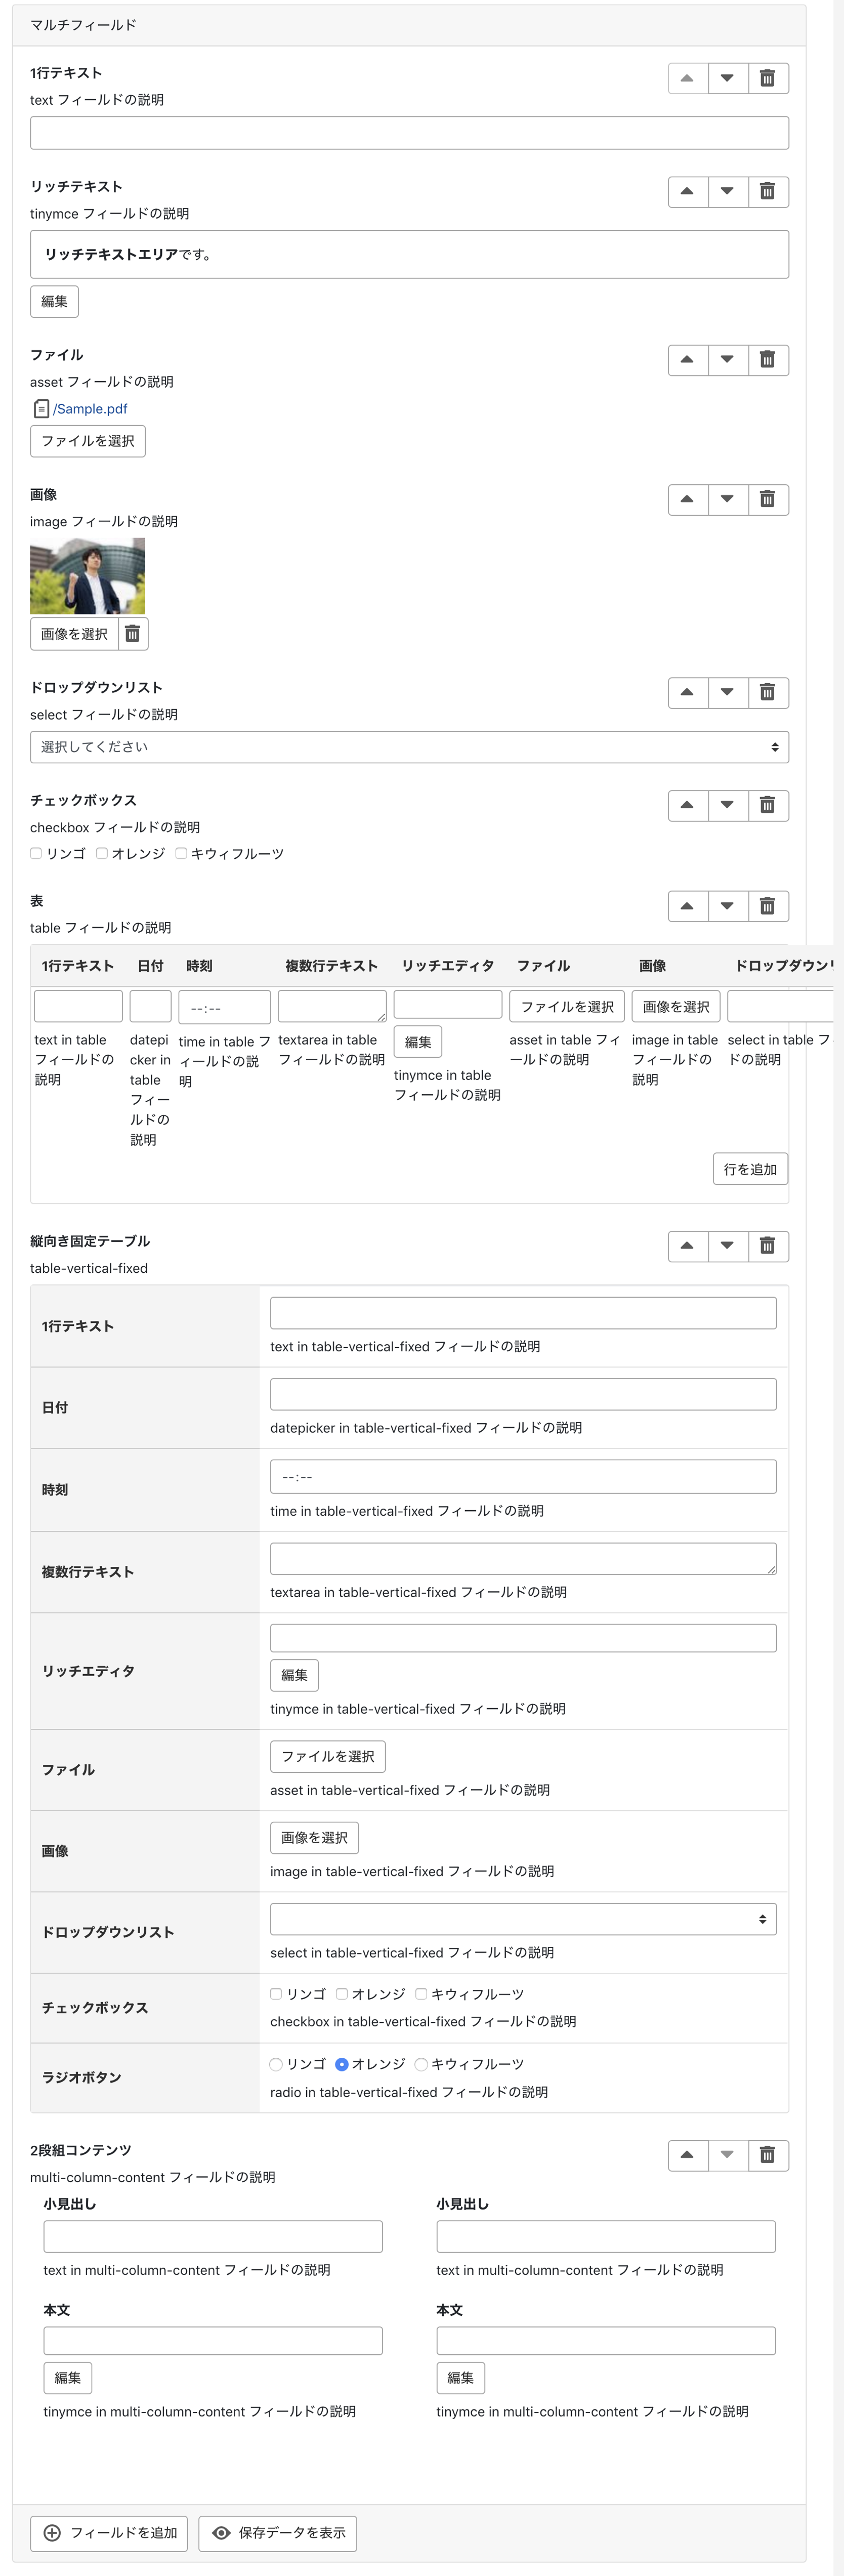 マルチフィールド
1行テキスト
text フィールドの説明
リッチテキスト
tinymce フィールドの説明
リッチテキストエリアです。
編集
ファイル
asset フィールドの説明
/Sample.pdf
ファイルを選択
画像
image フィールドの説明
画像を選択
ドロップダウンリスト
select フィールドの説明
選択してください
チェックボックス
checkbox フィールドの説明
リンゴ オレンジ キウィフルーツ
表
table フィールドの説明
1行テキスト 日付 時刻 複数行テキスト リッチエディタ ファイル 画像 ドロップダウンリ
--:-- ファイルを選択 画像を選択
text in table
フィールドの
説明
datepi
cker in
table
フィー
ルドの
説明
time in table フ
ィールドの説
明
textarea in table
フィールドの説明
編集
tinymce in table
フィールドの説明
asset in table フィ
ールドの説明
image in table
フィールドの
説明
select in table フ
ドの説明
行を追加
縦向き固定テーブル
table-vertical-fixed
1行テキスト
text in table-vertical-fixed フィールドの説明
日付
datepicker in table-vertical-fixed フィールドの説明
時刻
--:--
time in table-vertical-fixed フィールドの説明
複数行テキスト
textarea in table-vertical-fixed フィールドの説明
リッチエディタ
編集
tinymce in table-vertical-fixed フィールドの説明
ファイル
ファイルを選択
asset in table-vertical-fixed フィールドの説明
画像
画像を選択
image in table-vertical-fixed フィールドの説明
ドロップダウンリスト
select in table-vertical-fixed フィールドの説明
チェックボックス
リンゴ オレンジ キウィフルーツ
checkbox in table-vertical-fixed フィールドの説明
ラジオボタン
リンゴ オレンジ キウィフルーツ
radio in table-vertical-fixed フィールドの説明
2段組コンテンツ
multi-column-content フィールドの説明
小見出し 小見出し
text in multi-column-content フィールドの説明 text in multi-column-content フィールドの説明
本文 本文
編集 編集
tinymce in multi-column-content フィールドの説明 tinymce in multi-column-content フィールドの説明
フィールドを追加 保存データを表示